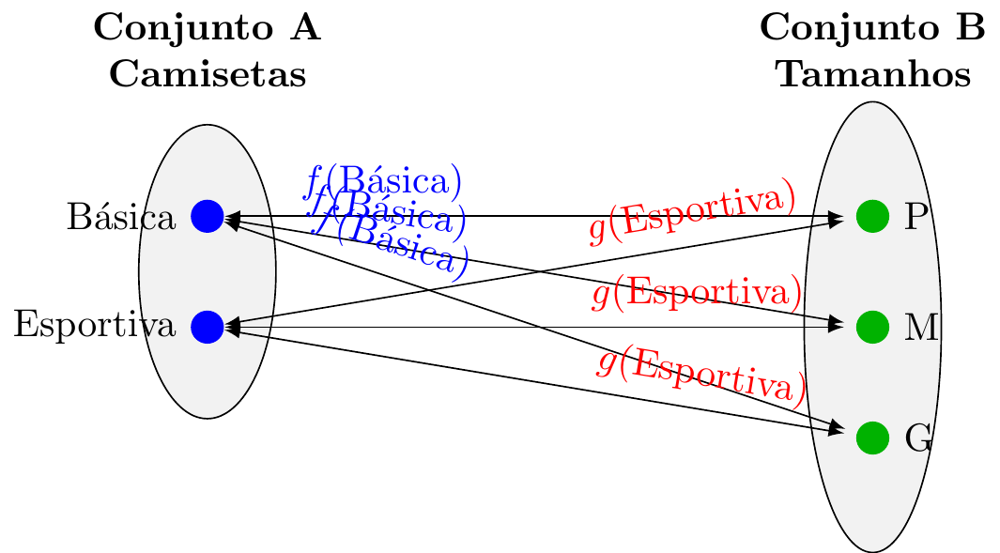 Conjunto A
Camisetas
Conjunto B
Tamanhos
f(Básica)
f(Básica)
f(Básica)
g(Esportiva)
g(Esportiva)
g(Esportiva)
Básica
Esportiva
P
M
G